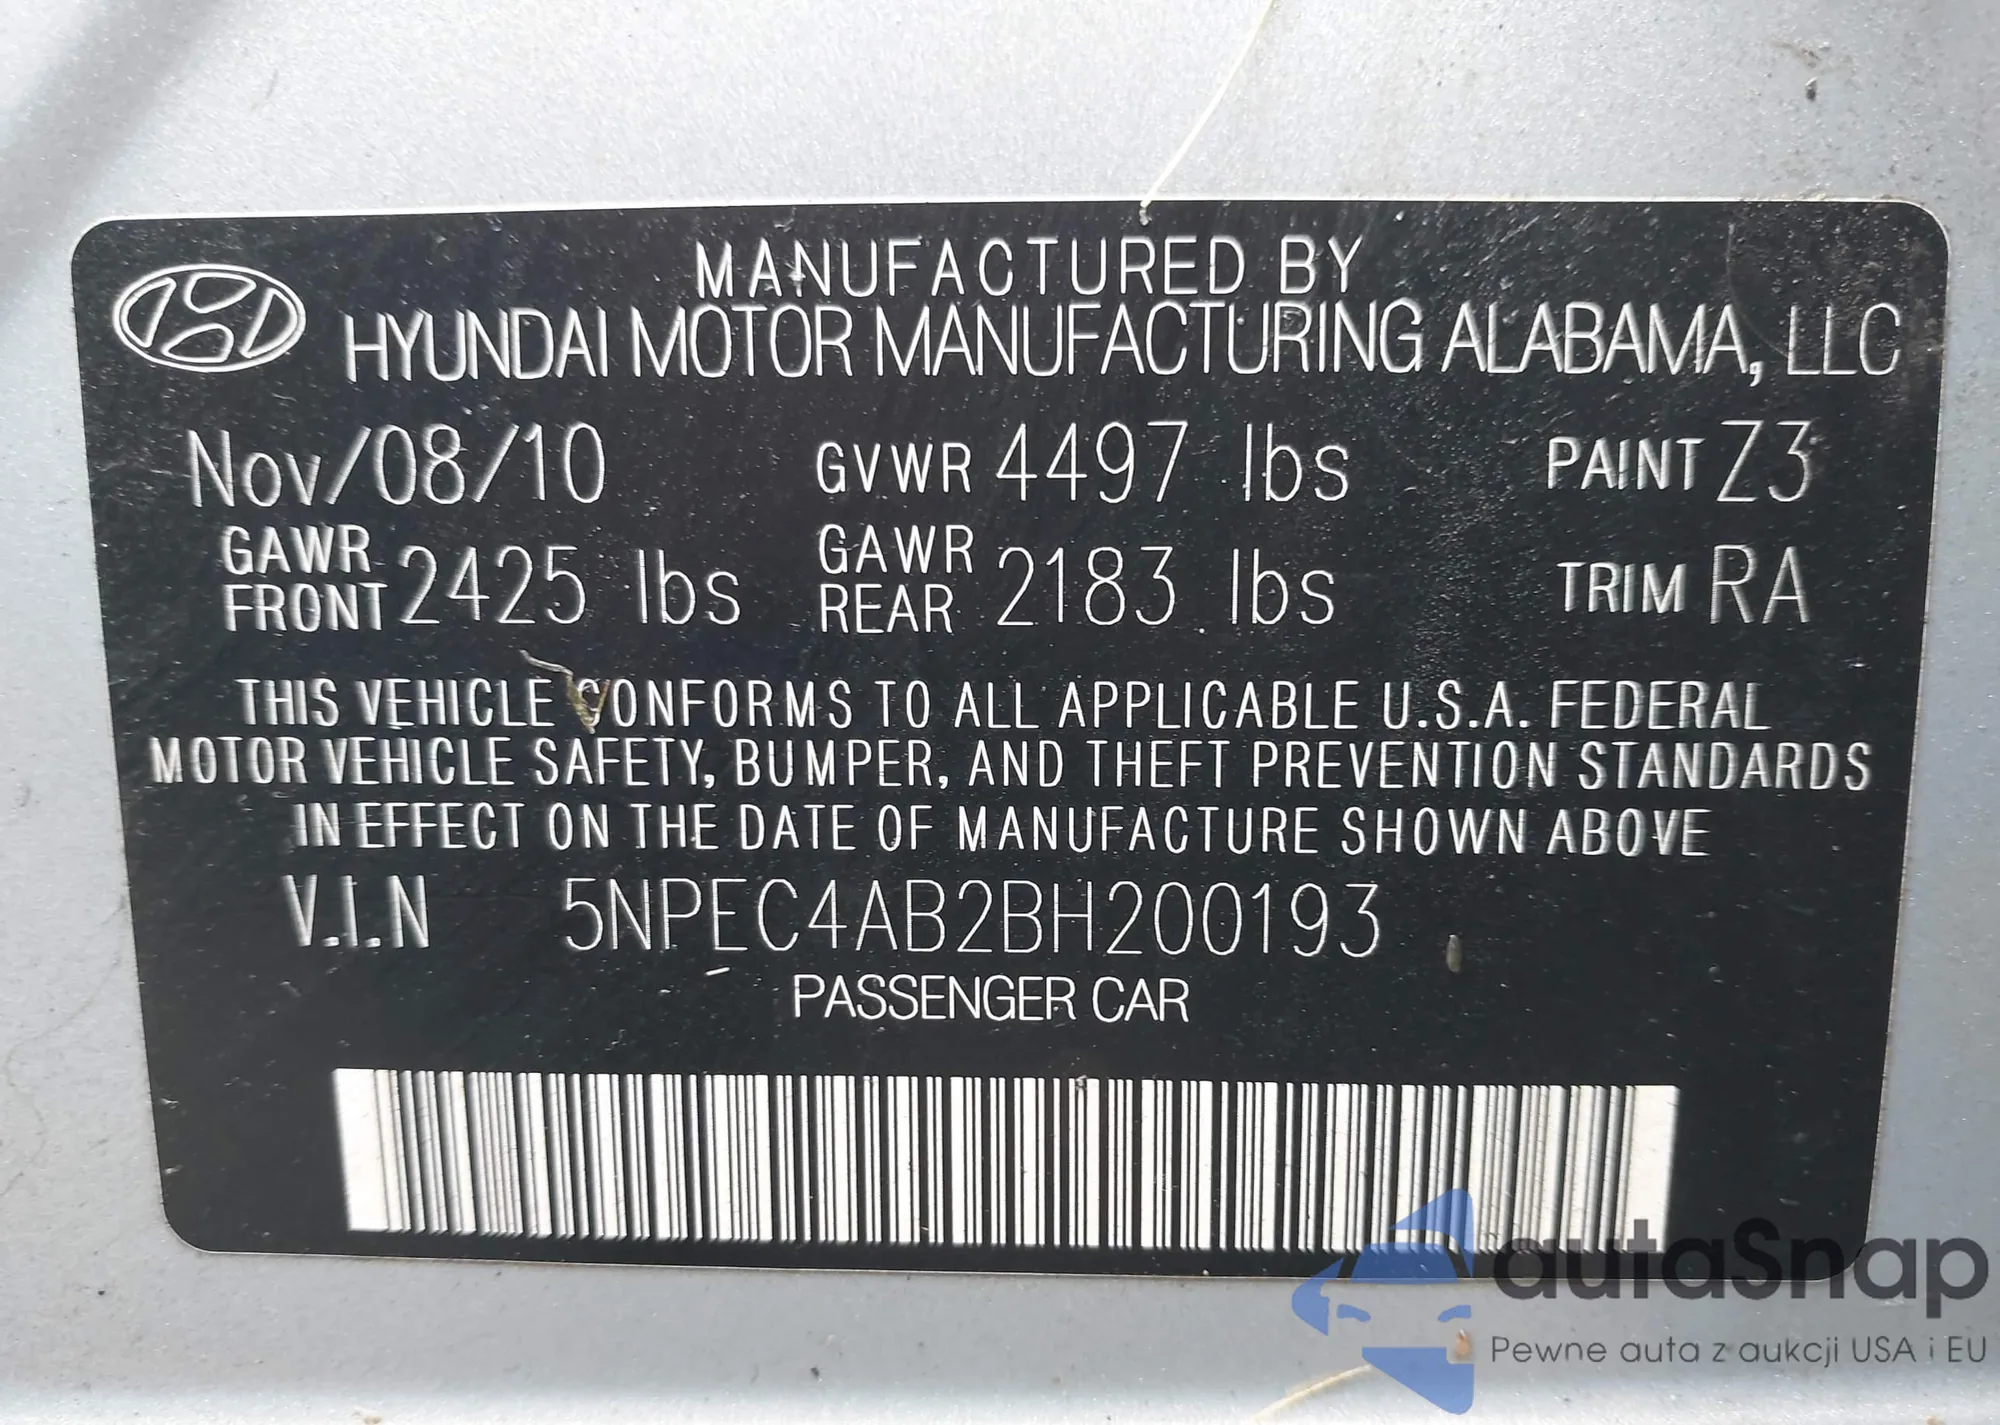 MANUFACTURED BY
HYUNDAI MOTOR MANUFACTURING ALABAMA, LLC
Nov/08/10 GVWR 4497 lbs PAINT Z3
GAWR FRONT 2425 lbs GAWR REAR 2183 lbs TRIM RA
THIS VEHICLE CONFORMS TO ALL APPLICABLE U.S.A. FEDERAL
MOTOR VEHICLE SAFETY, BUMPER, AND THEFT PREVENTION STANDARDS
IN EFFECT ON THE DATE OF MANUFACTURE SHOWN ABOVE
V.I.N 5NPEC4AB2BH200193
PASSENGER CAR
autaSnap
Pewne auta z aukcji USA i EU